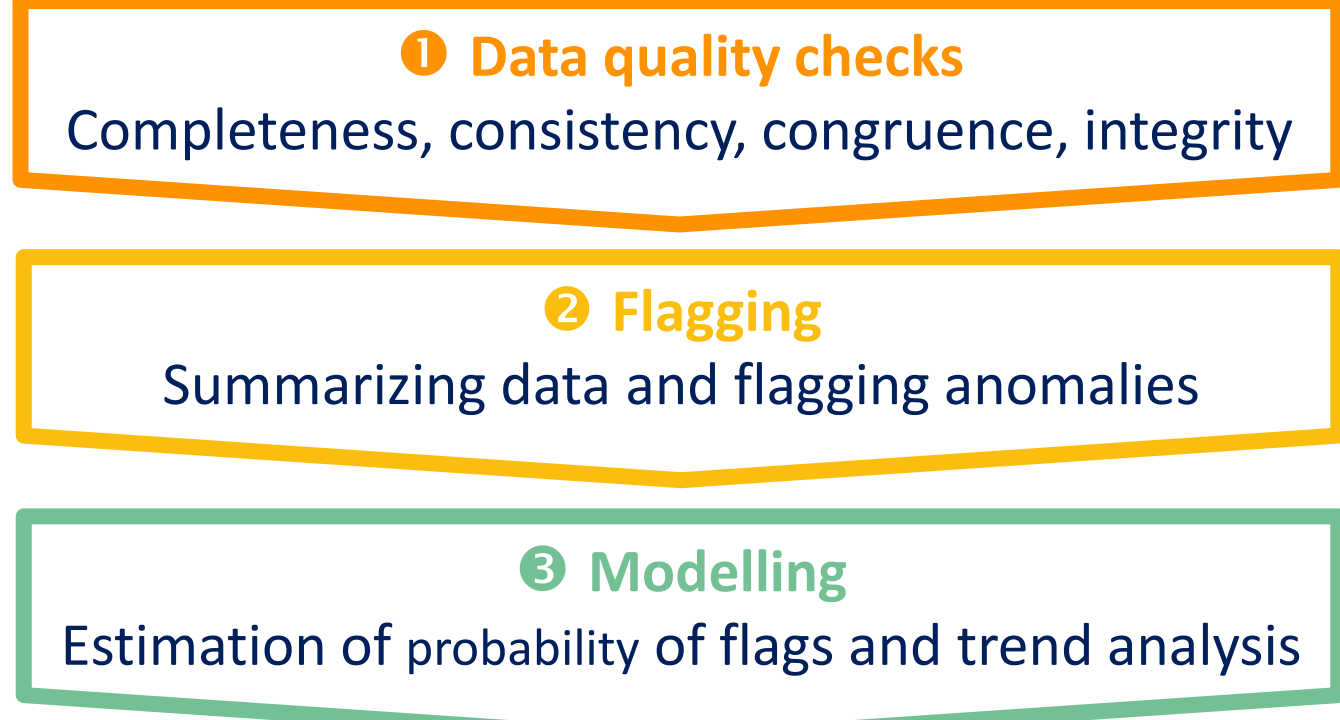 ❶ Data quality checks
Completeness, consistency, congruence, integrity
❷ Flagging
Summarizing data and flagging anomalies
❸ Modelling
Estimation of probability of flags and trend analysis